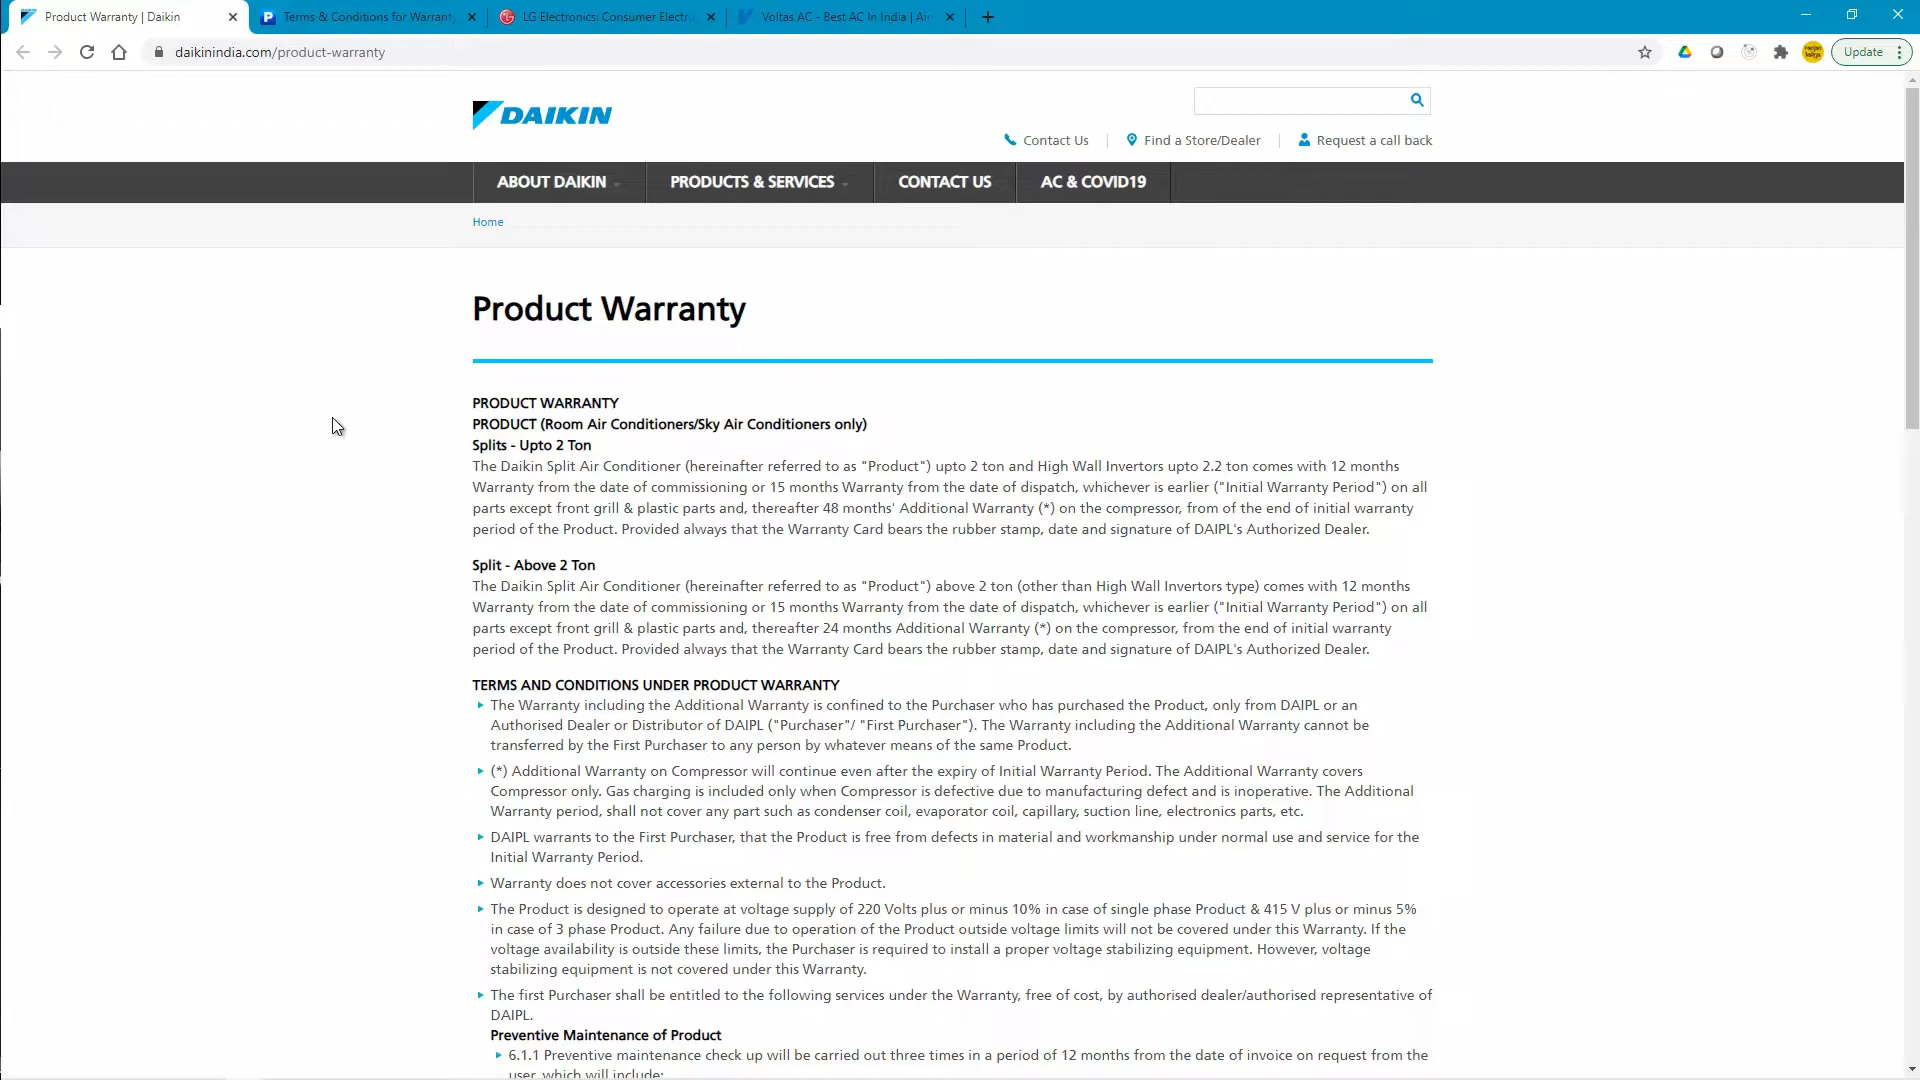 Product Warranty | Daikin
Terms & Conditions for Warranty
LG Electronics: Consumer Electro
Voltas AC - Best AC In India | Air
daikinindia.com/product-warranty
Update
DAIKIN
Contact Us
Find a Store/Dealer
Request a call back
ABOUT DAIKIN
PRODUCTS & SERVICES
CONTACT US
AC & COVID19
Home
Product Warranty
PRODUCT WARRANTY
PRODUCT (Room Air Conditioners/Sky Air Conditioners only)
Splits - Upto 2 Ton
The Daikin Split Air Conditioner (hereinafter referred to as "Product") upto 2 ton and High Wall Invertors upto 2.2 ton comes with 12 months
Warranty from the date of commissioning or 15 months Warranty from the date of dispatch, whichever is earlier ("Initial Warranty Period") on all
parts except front grill & plastic parts and, thereafter 48 months' Additional Warranty (*) on the compressor, from of the end of initial warranty
period of the Product. Provided always that the Warranty Card bears the rubber stamp, date and signature of DAIPL's Authorized Dealer.
Split - Above 2 Ton
The Daikin Split Air Conditioner (hereinafter referred to as "Product") above 2 ton (other than High Wall Invertors type) comes with 12 months
Warranty from the date of commissioning or 15 months Warranty from the date of dispatch, whichever is earlier ("Initial Warranty Period") on all
parts except front grill & plastic parts and, thereafter 24 months Additional Warranty (*) on the compressor, from the end of initial warranty
period of the Product. Provided always that the Warranty Card bears the rubber stamp, date and signature of DAIPL's Authorized Dealer.
TERMS AND CONDITIONS UNDER PRODUCT WARRANTY
The Warranty including the Additional Warranty is confined to the Purchaser who has purchased the Product, only from DAIPL or an
Authorised Dealer or Distributor of DAIPL ("Purchaser"/ "First Purchaser"). The Warranty including the Additional Warranty cannot be
transferred by the First Purchaser to any person by whatever means of the same Product.
(*) Additional Warranty on Compressor will continue even after the expiry of Initial Warranty Period. The Additional Warranty covers
Compressor only. Gas charging is included only when Compressor is defective due to manufacturing defect and is inoperative. The Additional
Warranty period, shall not cover any part such as condenser coil, evaporator coil, capillary, suction line, electronics parts, etc.
DAIPL warrants to the First Purchaser, that the Product is free from defects in material and workmanship under normal use and service for the
Initial Warranty Period.
Warranty does not cover accessories external to the Product.
The Product is designed to operate at voltage supply of 220 Volts plus or minus 10% in case of single phase Product & 415 V plus or minus 5%
in case of 3 phase Product. Any failure due to operation of the Product outside voltage limits will not be covered under this Warranty. If the
voltage availability is outside these limits, the Purchaser is required to install a proper voltage stabilizing equipment. However, voltage
stabilizing equipment is not covered under this Warranty.
The first Purchaser shall be entitled to the following services under the Warranty, free of cost, by authorised dealer/authorised representative of
DAIPL.
Preventive Maintenance of Product
6.1.1 Preventive maintenance check up will be carried out three times in a period of 12 months from the date of invoice on request from the
user, which will include: